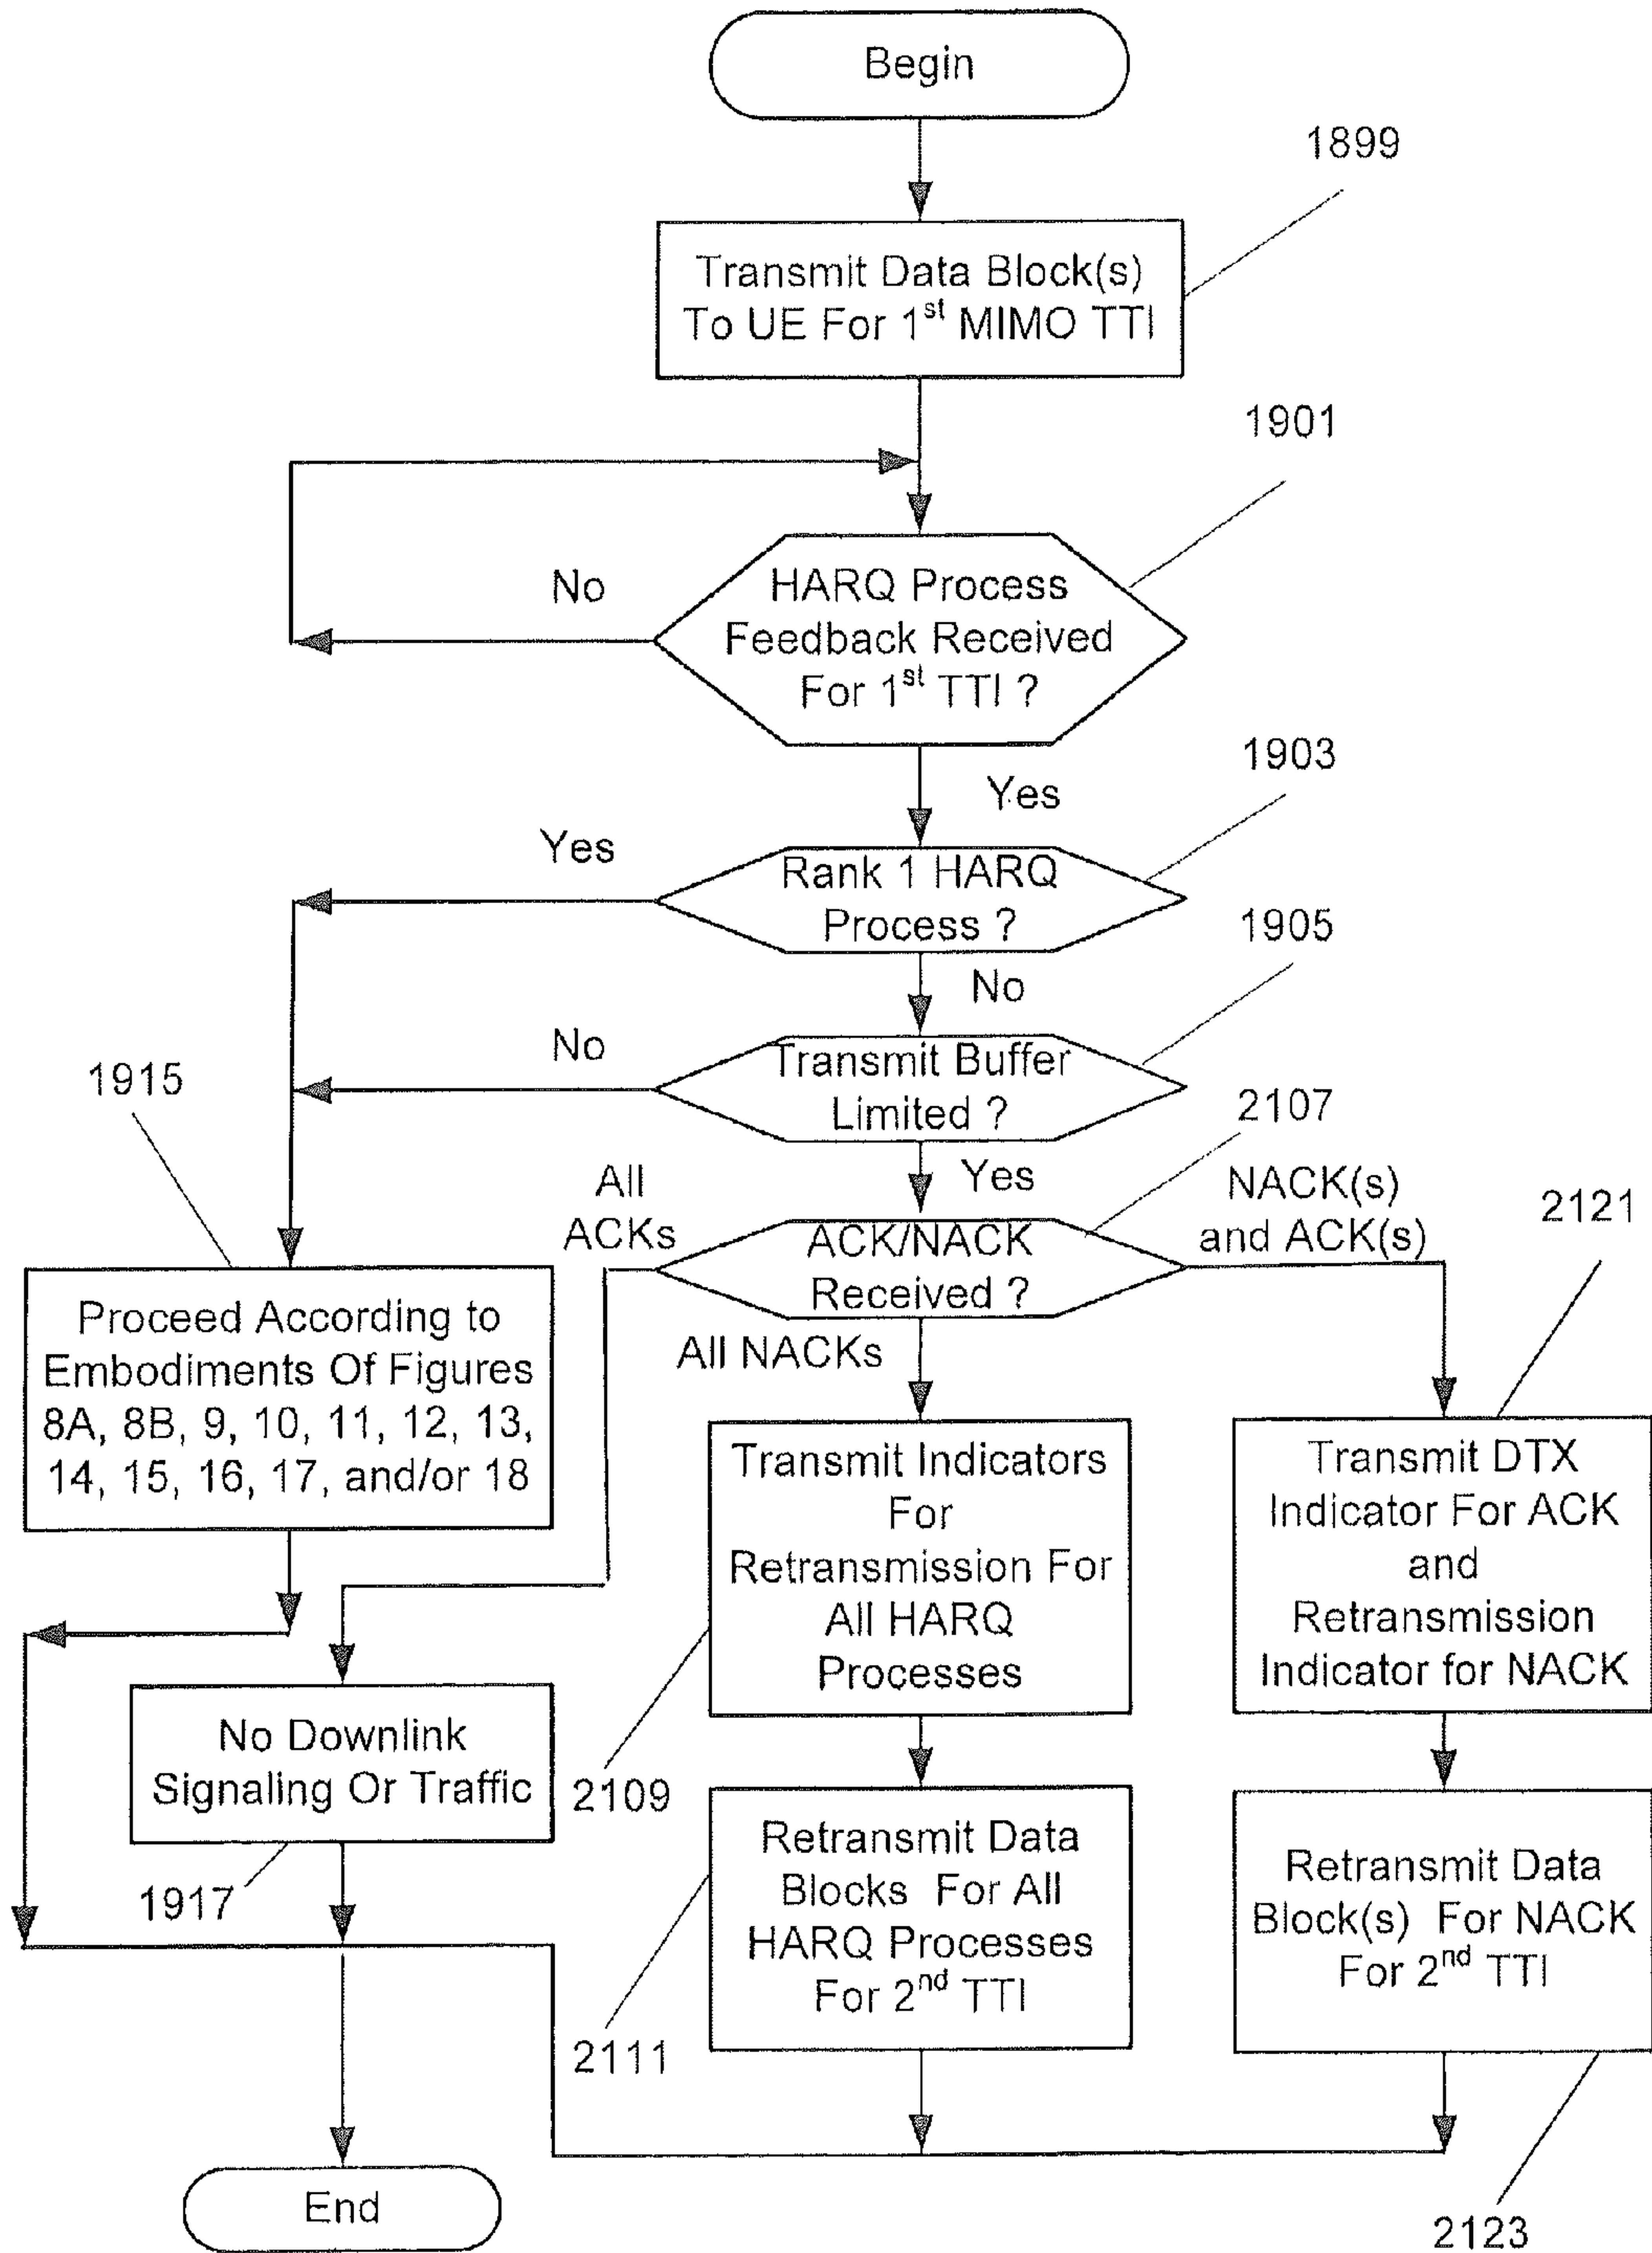 Begin
1899
Transmit Data Block(s)
To UE For 1st MIMO TTI
1901
No
HARQ Process
Feedback Received
For 1st TTI ?
Yes
1903
Yes
Rank 1 HARQ
Process ?
No
1905
No
Transmit Buffer
Limited ?
1915
Yes
2107
All
ACKs
ACK/NACK
Received ?
NACK(s)
and ACK(s)
2121
All NACKs
Proceed According to
Embodiments Of Figures
8A, 8B, 9, 10, 11, 12, 13,
14, 15, 16, 17, and/or 18
Transmit Indicators
For
Retransmission For
All HARQ
Processes
Transmit DTX
Indicator For ACK
and
Retransmission
Indicator for NACK
No Downlink
Signaling Or Traffic
2109
1917
Retransmit Data
Blocks For All
HARQ Processes
For 2nd TTI
Retransmit Data
Block(s) For NACK
For 2nd TTI
2111
End
2123